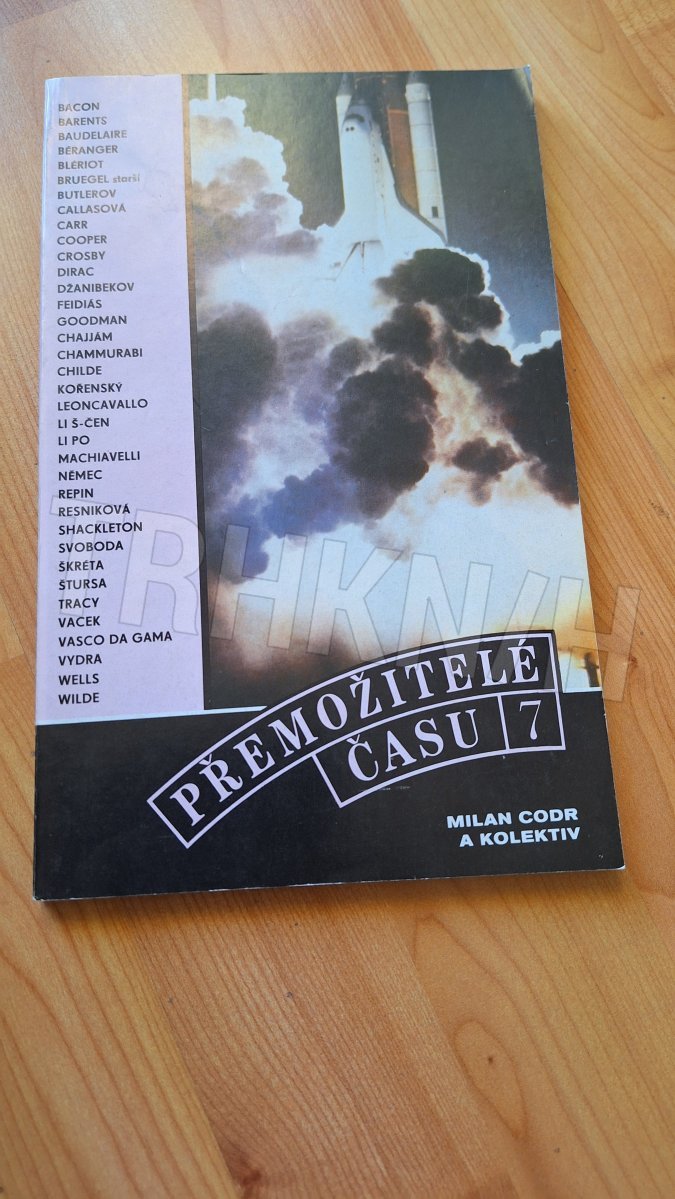 BACON
BARENTS
BAUDELAIRE
BÉRANGER
BLÉRIOT
BRUEGEL starší
BUTLEROV
CALLASOVÁ
CARR
COOPER
CROSBY
DIRAC
DŽANIBEKOV
FEIDIÁS
GOODMAN
CHAJJÁM
CHAMMURABI
CHILDE
KOŘENSKÝ
LEONCAVALLO
LI Š-ČEN
LI PO
MACHIAVELLI
NĚMEC
REPIN
RESNIKOVÁ
SHACKLETON
SVOBODA
ŠKRÉTA
ŠTURSA
TRACY
VACEK
VASCO DA GAMA
VYDRA
WELLS
WILDE
TRHKNIH
PŘEMOŽITELÉ
ČASU 7
MILAN CODR
A KOLEKTIV